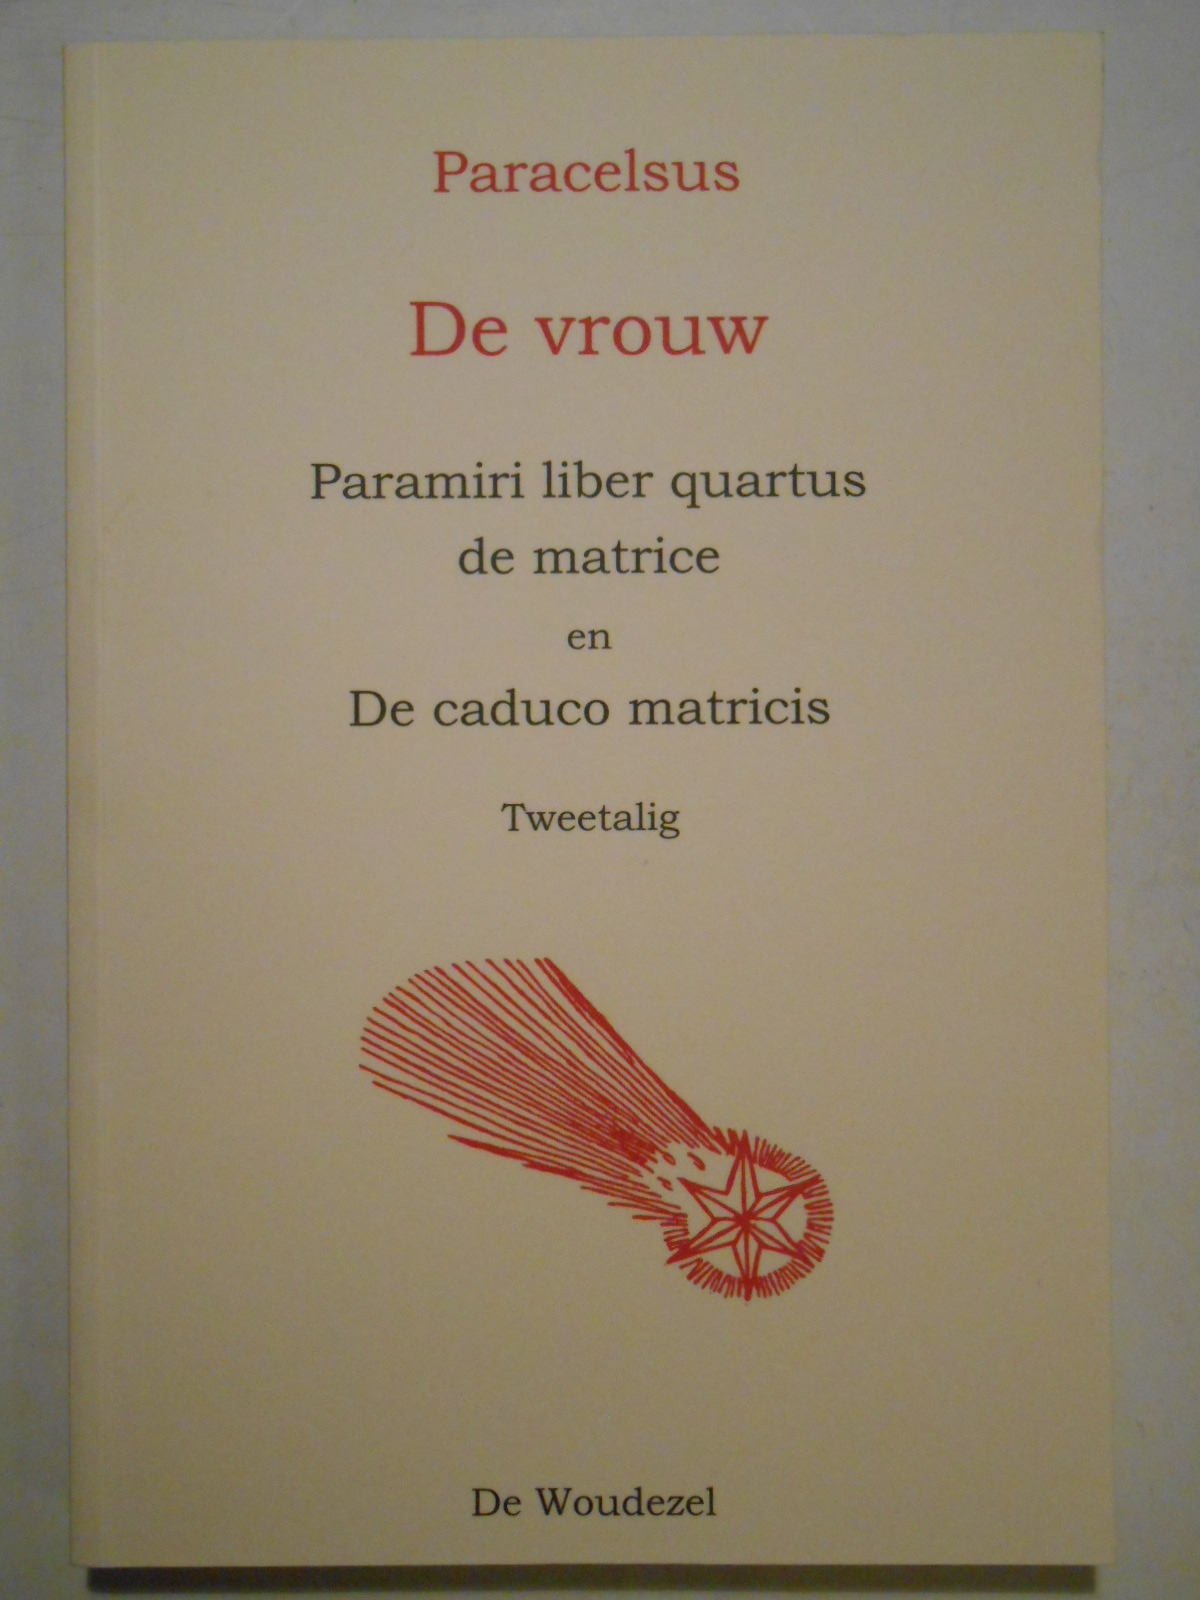 Paracelsus
De vrouw
Paramiri liber quartus
de matrice
en
De caduco matricis
Tweetalig
De Woudezel